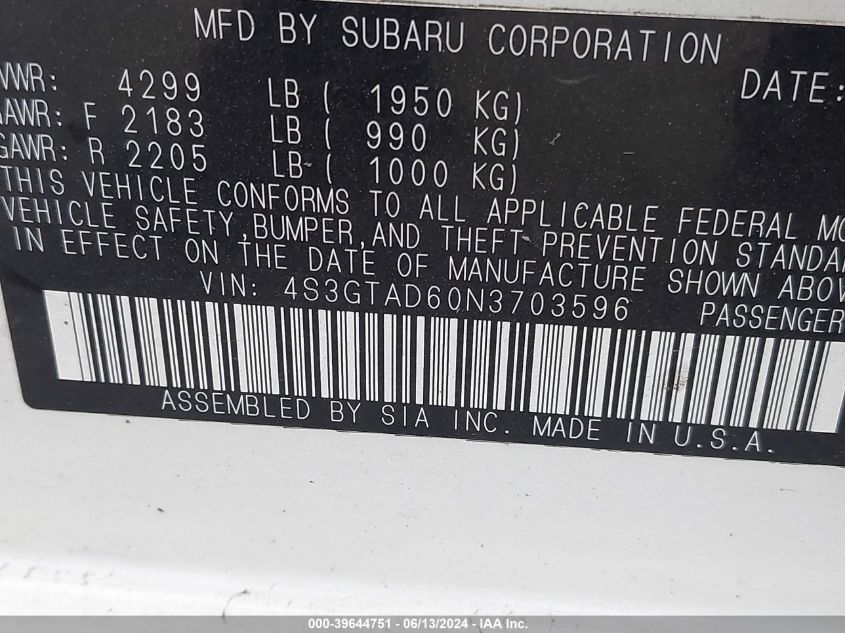 MFD BY SUBARU CORPORATION
DATE:
VWR: 4299 LB ( 1950 KG)
AWR: F 2183 LB ( 990 KG)
GAWR: R 2205 LB ( 1000 KG)
THIS VEHICLE CONFORMS TO ALL APPLICABLE FEDERAL MO
VEHICLE SAFETY,BUMPER,AND THEFT PREVENTION STANDAR
IN EFFECT ON THE DATE OF MANUFACTURE SHOWN ABOV
VIN: 4S3GTAD60N3703596 PASSENGER
ASSEMBLED BY SIA INC. MADE IN U.S.A.
000-39644751 - 06/13/2024 - IAA Inc.